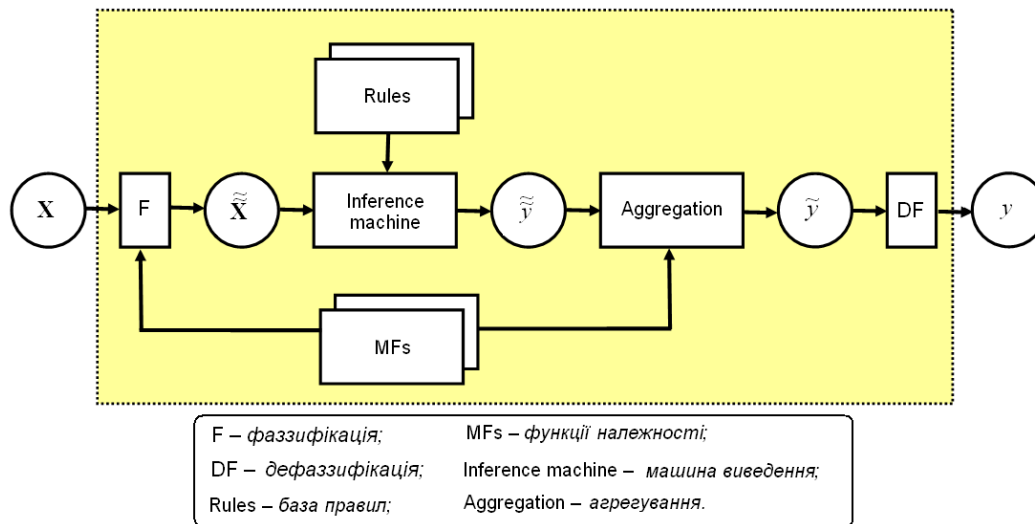 Rules
X
F
X̃̃
Inference
machine
ỹ̃
Aggregation
ỹ
DF
y
MFs
F – фаззифікація;
MFs – функції належності;
DF – дефаззифікація;
Inference machine – машина виведення;
Rules – база правил;
Aggregation – агрегування.